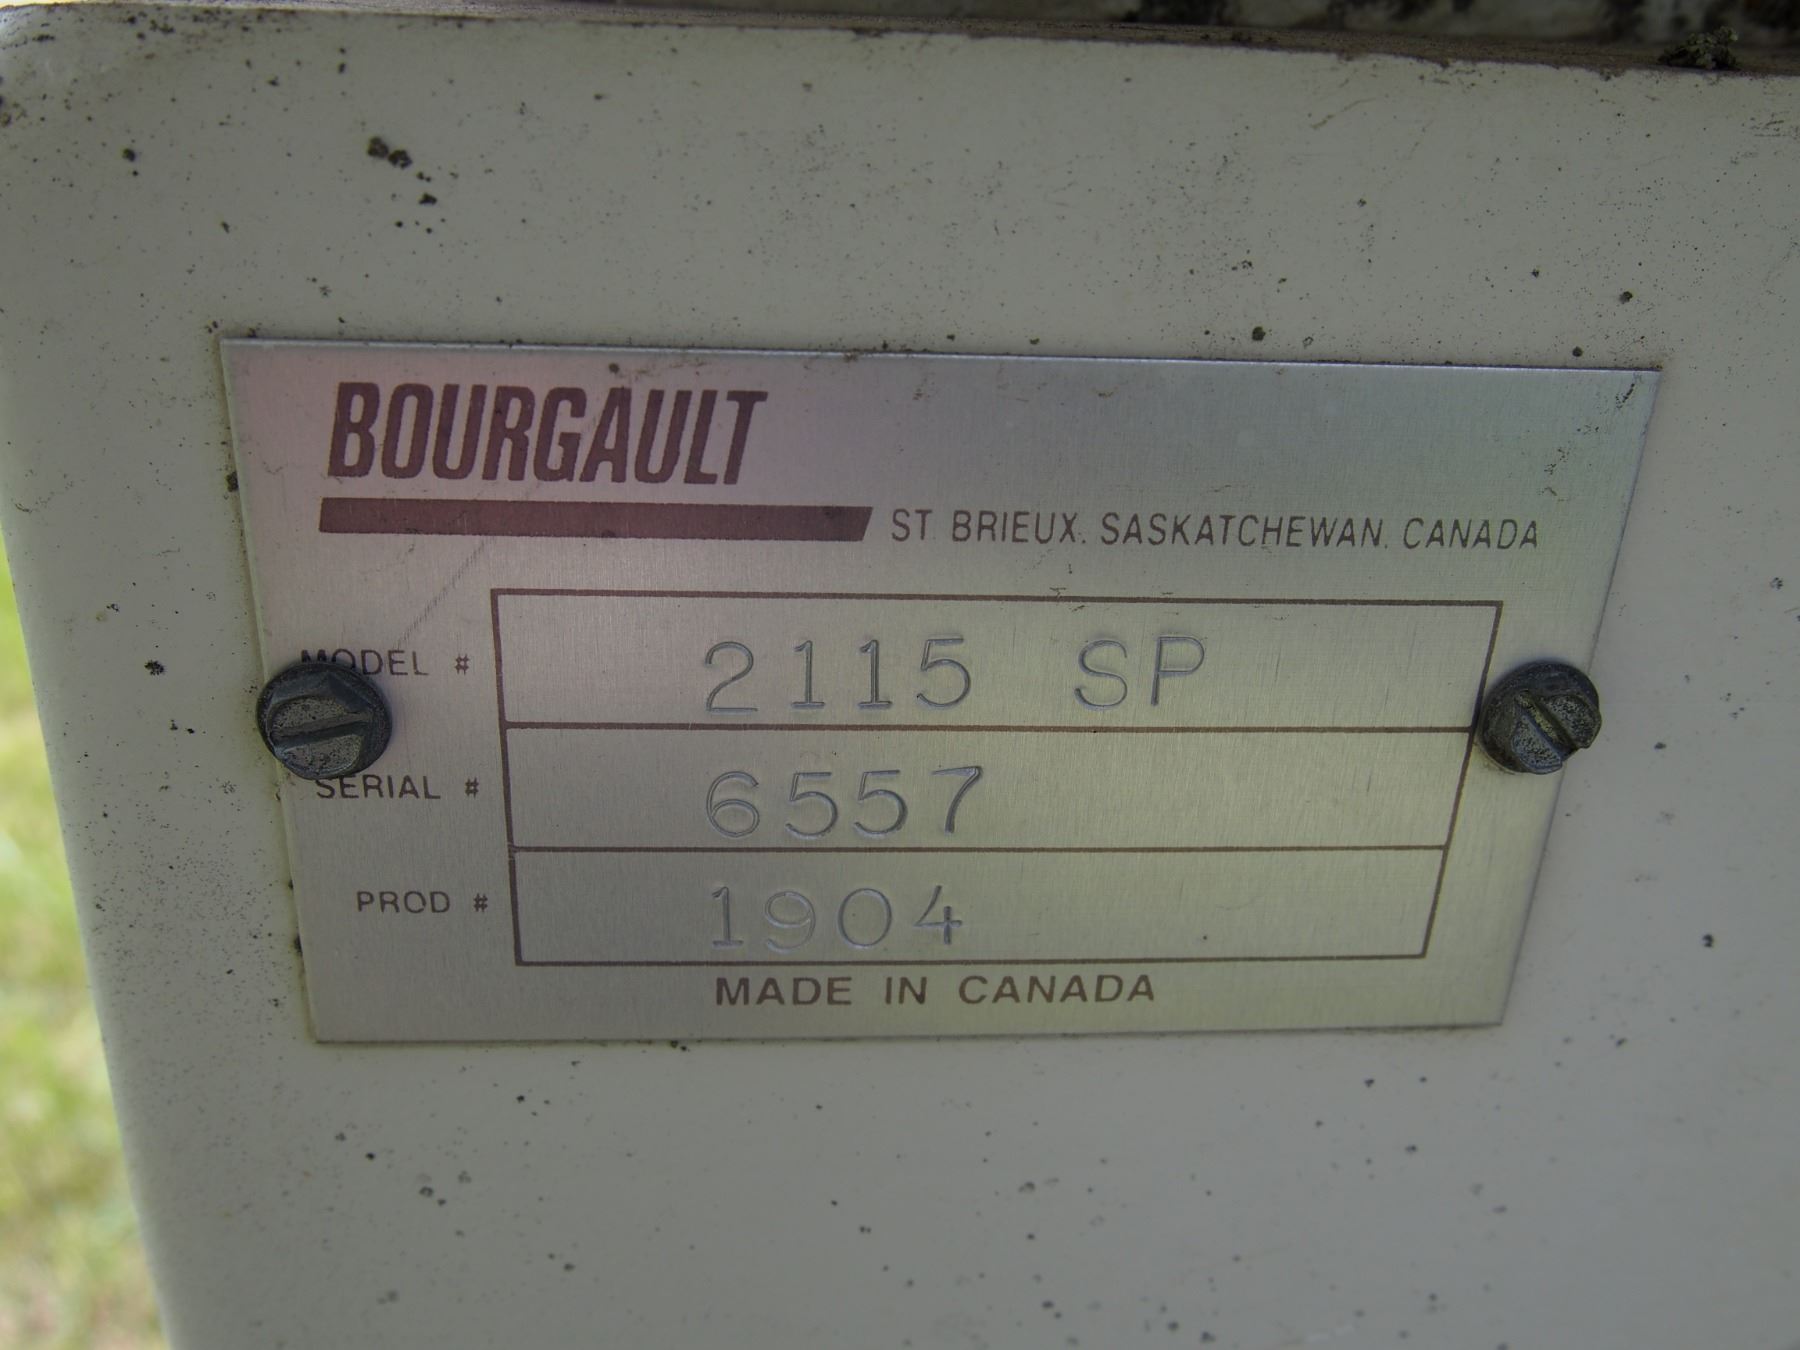 BOURGAULT
ST. BRIEUX, SASKATCHEWAN, CANADA
MODEL # 2115 SP
SERIAL # 6557
PROD # 1904
MADE IN CANADA